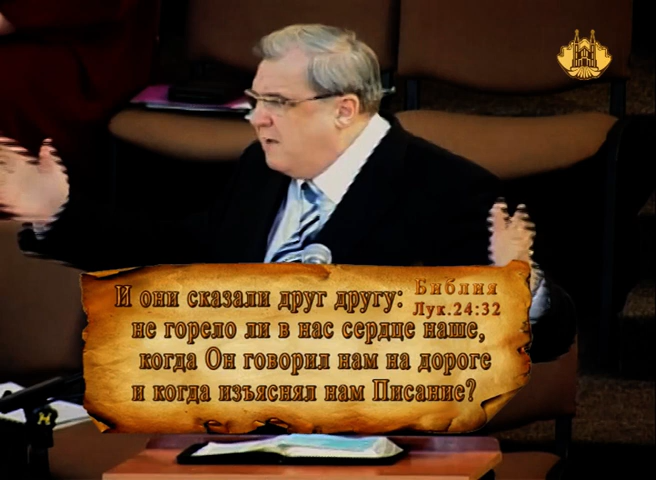 И они сказали друг другу:
Библия
Лук.24:32
не горело ли в нас сердце наше,
когда Он говорил нам на дороге
и когда изъяснял нам Писание?